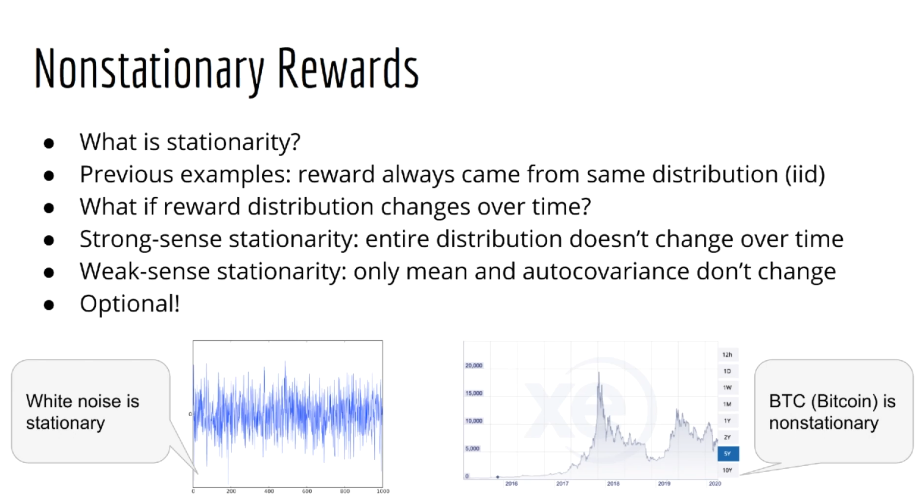 Nonstationary Rewards
● What is stationarity?
● Previous examples: reward always came from same distribution (iid)
● What if reward distribution changes over time?
● Strong-sense stationarity: entire distribution doesn't change over time
● Weak-sense stationarity: only mean and autocovariance don't change
● Optional!
White noise is
stationary
0
0 200 400 600 800 1000
xe
20,000
15,000
10,000
5,000
0
2016 2017 2018 2019 2020
12h
1D
1W
1M
1Y
2Y
5Y
10Y
BTC (Bitcoin) is
nonstationary